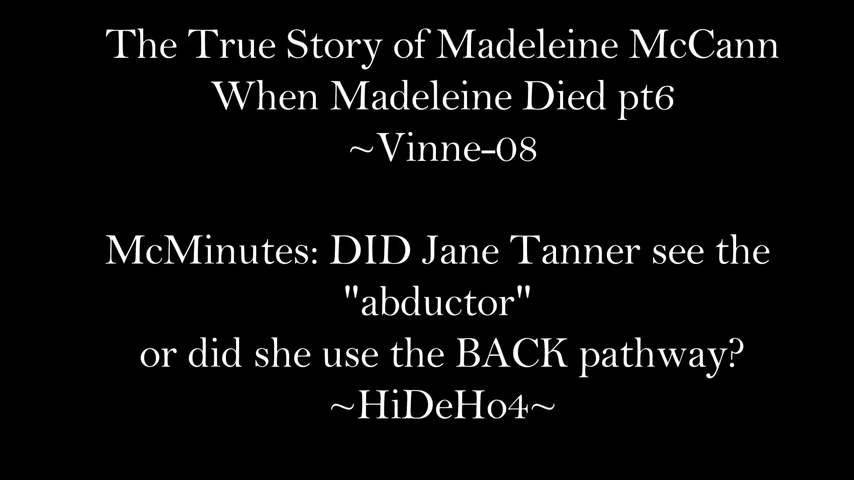 The True Story of Madeleine McCann
When Madeleine Died pt6
~Vinne-08
McMinutes: DID Jane Tanner see the
"abductor"
or did she use the BACK pathway?
~HiDeHo4~